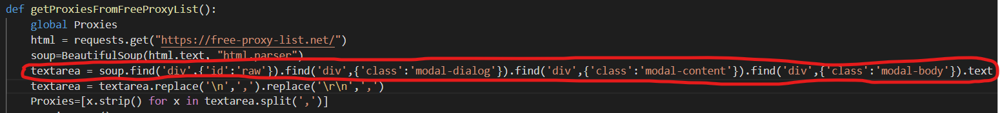 def getProxiesFromFreeProxyList():
    global Proxies
    html = requests.get("https://free-proxy-list.net/")
    soup=BeautifulSoup(html.text, "html.parser")
    textarea = soup.find('div',{'id':'raw'}).find('div',{'class':'modal-dialog'}).find('div',{'class':'modal-content'}).find('div',{'class':'modal-body'}).text
    textarea = textarea.replace('\n',',').replace('\r\n',',')
    Proxies=[x.strip() for x in textarea.split(',')]